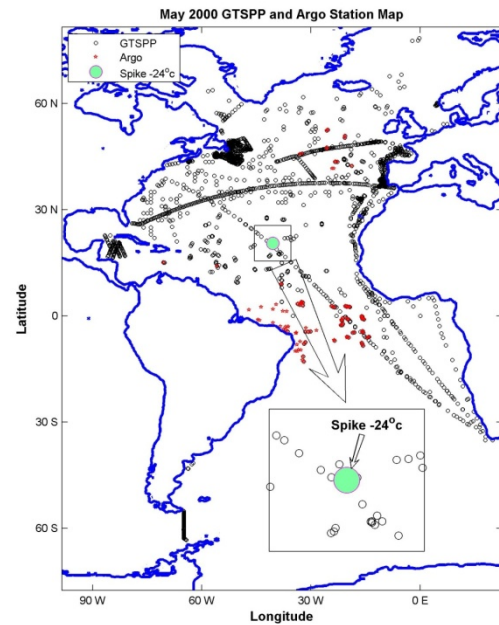 May 2000 GTSPP and Argo Station Map
GTSPP
Argo
Spike -24°c
60 N
30 N
0
30 S
60 S
Latitude
Spike -24°c
90 W
60 W
30 W
0 E
Longitude